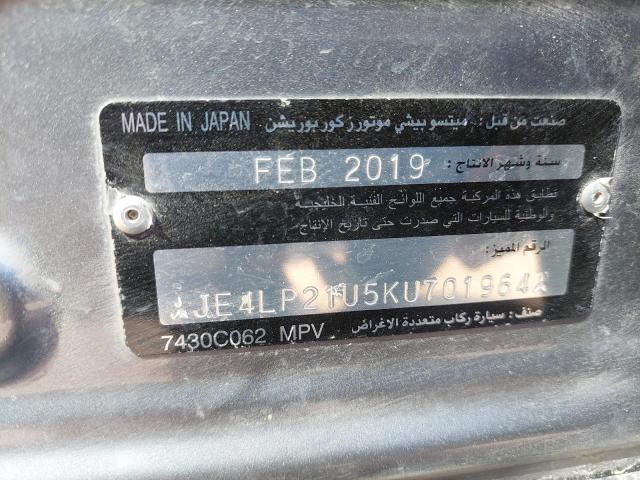 صنعت من قبل : ميتسوبيشي موتورز كوربوريشن MADE IN JAPAN
سنة وشهر الانتاج : FEB 2019
تطابق هذه المركبة جميع اللوائح الفنية الخليجية
والوطنية للسيارات التي صدرت حتى تاريخ الإنتاج
الرقم المميز:
JE4LP21U5KU701964
صنف : سيارة ركاب متعددة الاغراض 7430C062 MPV